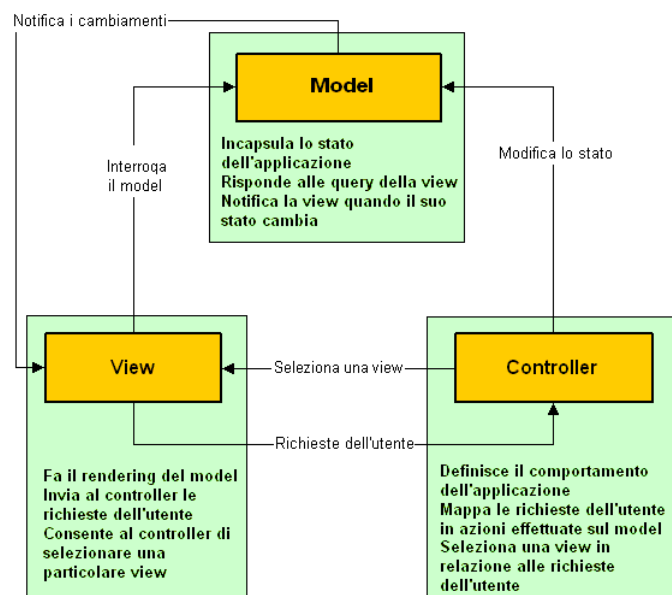 Notifica i cambiamenti
Model
Incapsula lo stato
dell'applicazione
Risponde alle query della view
Notifica la view quando il suo
stato cambia
Interroga
il model
Modifica lo stato
View
Seleziona una view
Controller
Richieste dell'utente
Fa il rendering del model
Invia al controller le
richieste dell'utente
Consente al controller di
selezionare una
particolare view
Definisce il comportamento
dell'applicazione
Mappa le richieste dell'utente
in azioni effettuate sul model
Seleziona una view in
relazione alle richieste
dell'utente